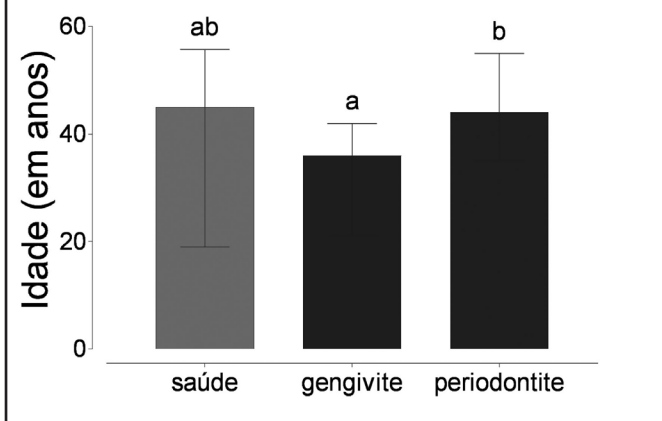 Idade (em anos)
60
40
20
0
ab
a
b
saúde
gengivite
periodontite